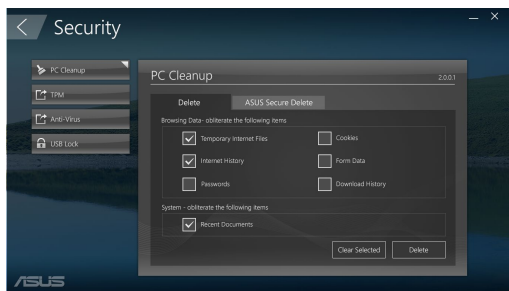 Security
PC Cleanup
TPM
Anti-Virus
USB Lock
PC Cleanup 2.0.0.1
Delete ASUS Secure Delete
Browsing Data- obliterate the following items
Temporary Internet Files Cookies
Internet History Form Data
Passwords Download History
System - obliterate the following items
Recent Documents
Clear Selected Delete
ASUS